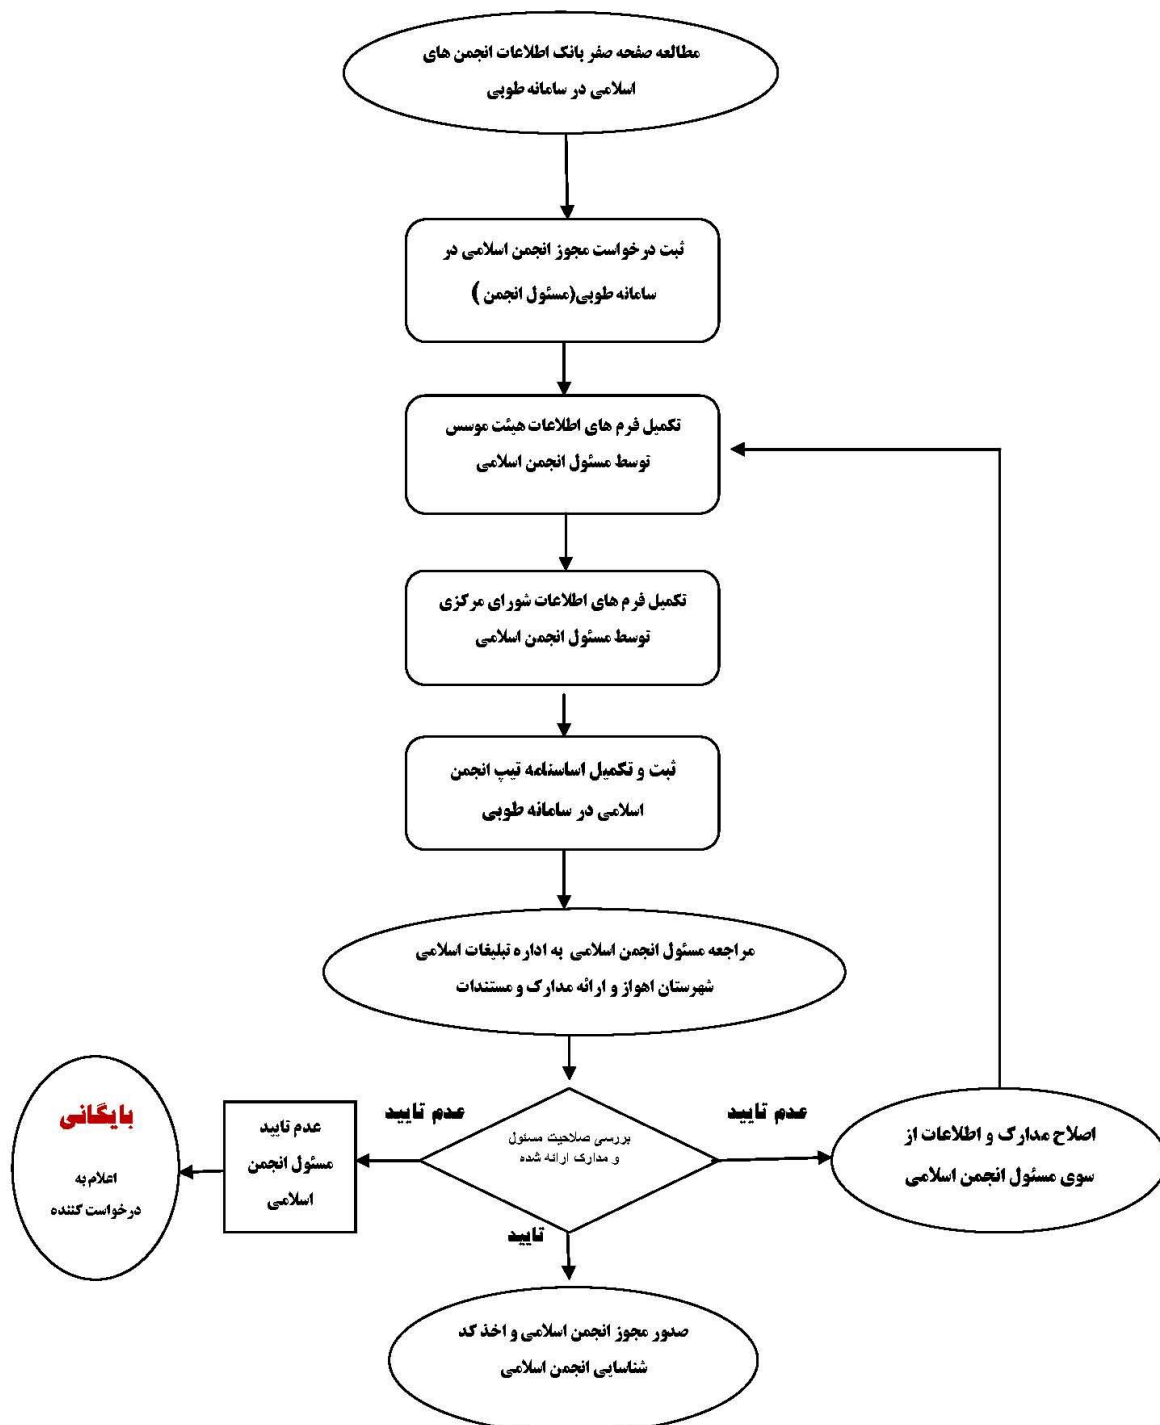 مطالعه صفحه صفر بانک اطلاعات انجمن های
اسلامی در سامانه طوبی
ثبت درخواست مجوز انجمن اسلامی در
سامانه طوبی(مسئول انجمن )
تکمیل فرم های اطلاعات هیئت موسس
توسط مسئول انجمن اسلامی
تکمیل فرم های اطلاعات شورای مرکزی
توسط مسئول انجمن اسلامی
ثبت و تکمیل اساسنامه تیپ انجمن
اسلامی در سامانه طوبی
مراجعه مسئول انجمن اسلامی به اداره تبلیغات اسلامی
شهرستان اهواز و ارائه مدارک و مستندات
عدم تایید
اصلاح مدارک و اطلاعات از
سوی مسئول انجمن اسلامی
بررسی صلاحیت مسئول
و مدارک ارائه شده
عدم تایید
عدم تایید
مسئول انجمن
اسلامی
بایگانی
اعلام به
درخواست کننده
تایید
صدور مجوز انجمن اسلامی و اخذ کد
شناسایی انجمن اسلامی